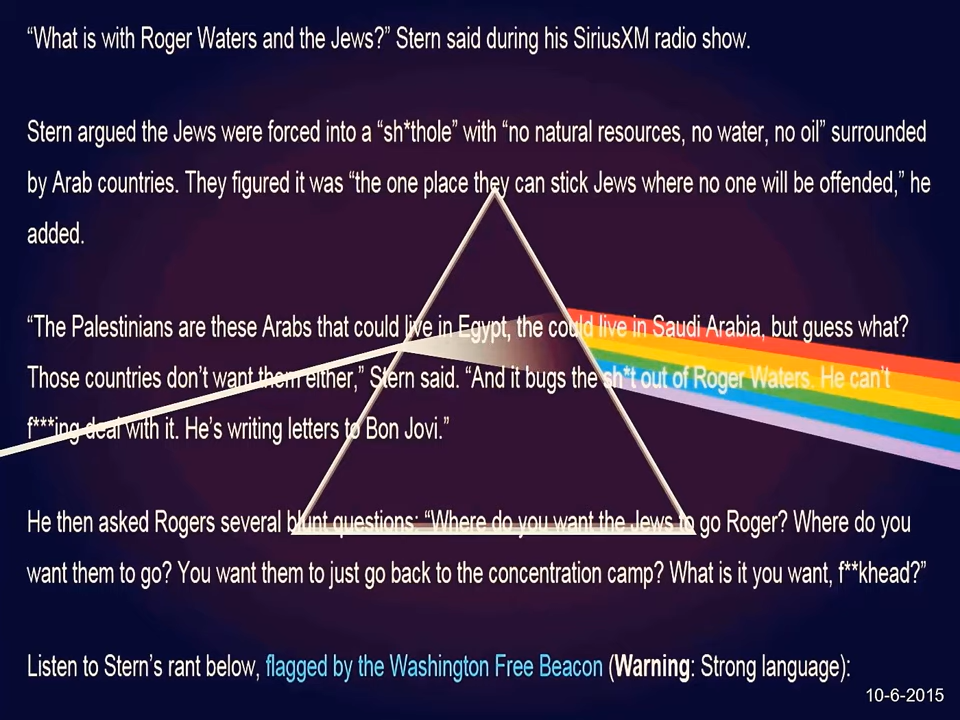 “What is with Roger Waters and the Jews?” Stern said during his SiriusXM radio show.
Stern argued the Jews were forced into a “sh*thole” with “no natural resources, no water, no oil” surrounded
by Arab countries. They figured it was “the one place they can stick Jews where no one will be offended,” he
added.
“The Palestinians are these Arabs that could live in Egypt, the could live in Saudi Arabia, but guess what?
Those countries don’t want them either,” Stern said. “And it bugs the sh*t out of Roger Waters. He can’t
f***ing deal with it. He’s writing letters to Bon Jovi.”
He then asked Rogers several blunt questions: “Where do you want the Jews to go Roger? Where do you
want them to go? You want them to just go back to the concentration camp? What is it you want, f**khead?”
Listen to Stern’s rant below, flagged by the Washington Free Beacon (Warning: Strong language):
10-6-2015